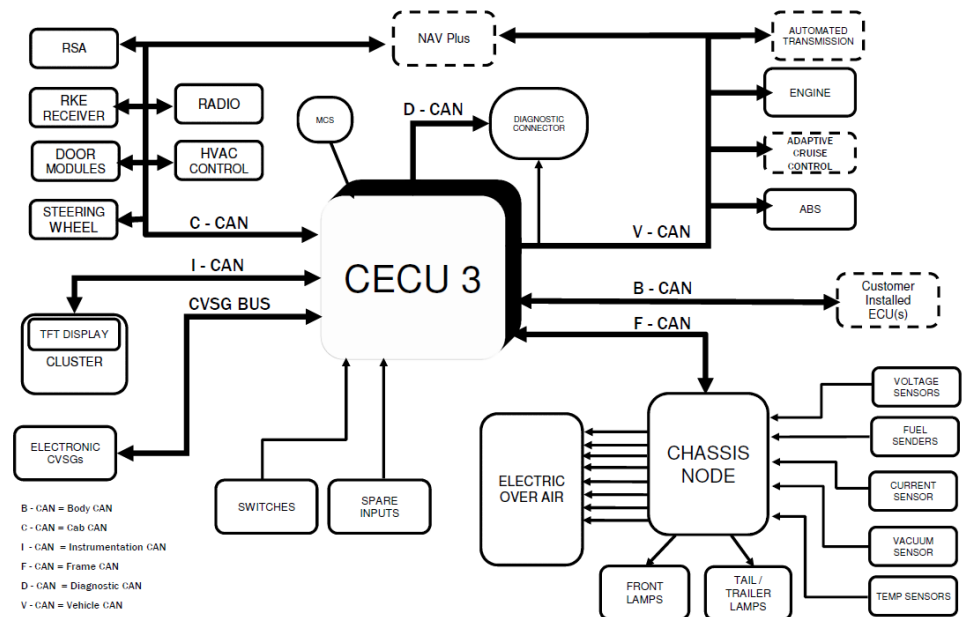 RSA
NAV Plus
AUTOMATED
TRANSMISSION
RKE
RECEIVER
RADIO
MCS
D - CAN
DIAGNOSTIC
CONNECTOR
ENGINE
DOOR
MODULES
HVAC
CONTROL
ADAPTIVE
CRUISE
CONTROL
STEERING
WHEEL
C - CAN
V - CAN
ABS
I - CAN
CECU 3
B - CAN
Customer
Installed
ECU(s)
CVSG BUS
F - CAN
TFT DISPLAY
CLUSTER
VOLTAGE
SENSORS
FUEL
SENDERS
ELECTRONIC
CVSGs
ELECTRIC
OVER AIR
CHASSIS
NODE
CURRENT
SENSOR
SWITCHES
SPARE
INPUTS
VACUUM
SENSOR
FRONT
LAMPS
TAIL /
TRAILER
LAMPS
TEMP SENSORS
B - CAN = Body CAN
C - CAN = Cab CAN
I - CAN = Instrumentation CAN
F - CAN = Frame CAN
D - CAN = Diagnostic CAN
V - CAN = Vehicle CAN